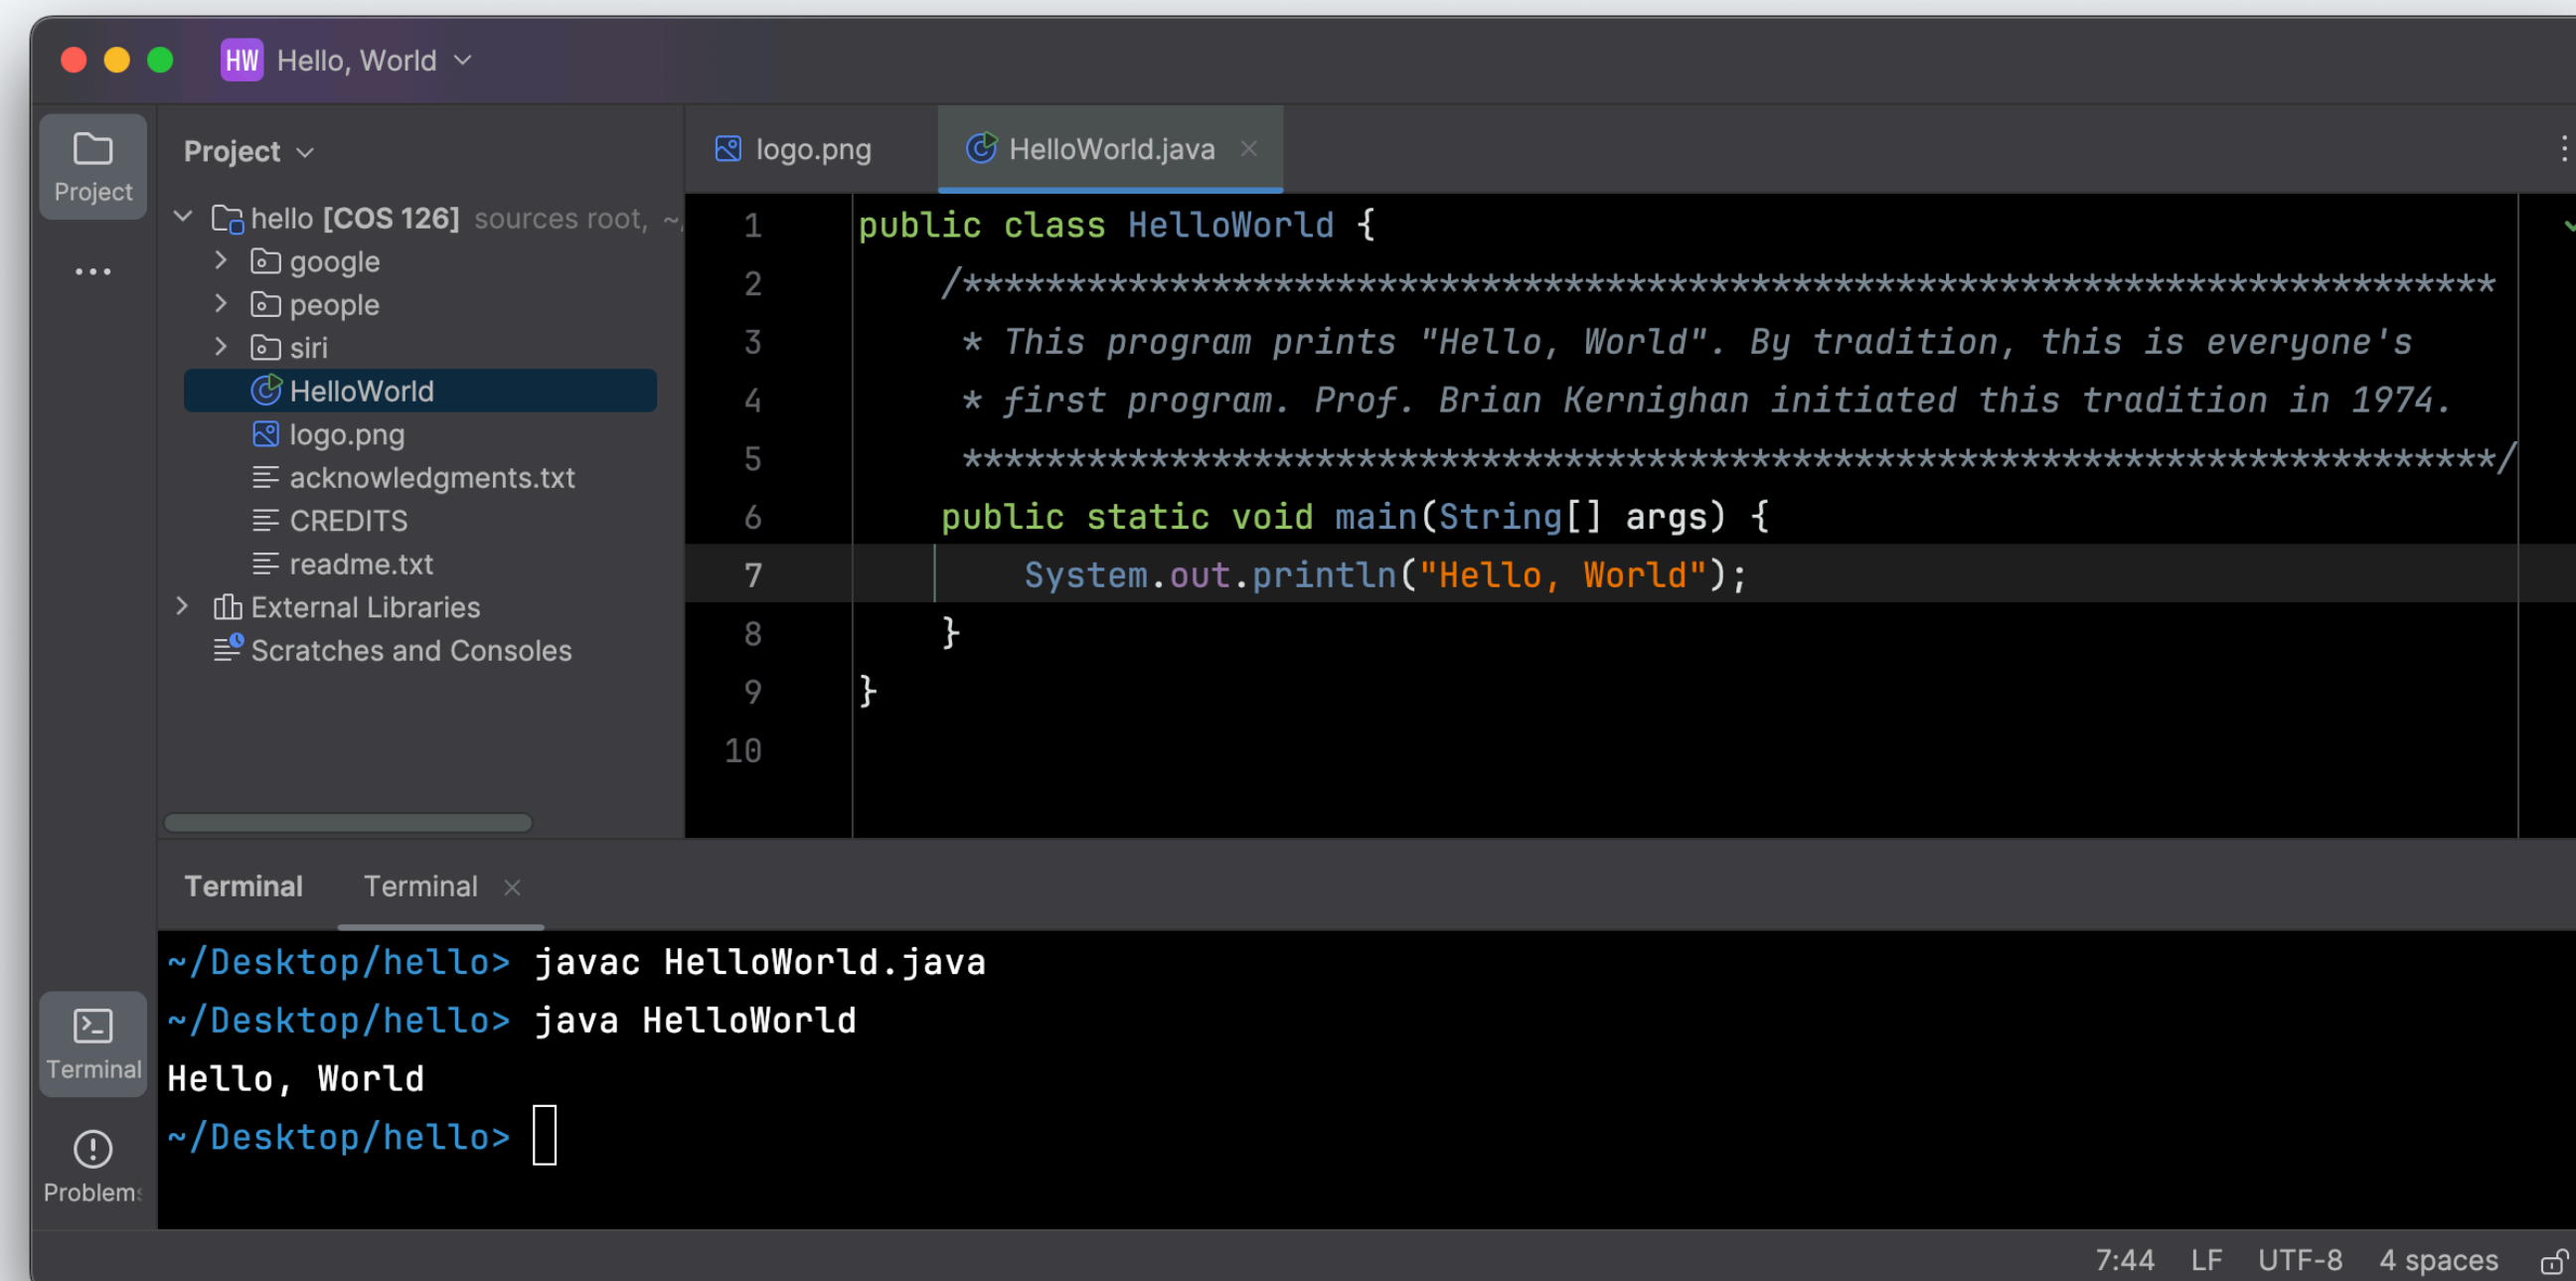 HW Hello, World
Project
Project
hello [COS 126] sources root, ~
google
people
siri
HelloWorld
logo.png
acknowledgments.txt
CREDITS
readme.txt
External Libraries
Scratches and Consoles
logo.png HelloWorld.java
1 public class HelloWorld {
2 /***************************************************************************
3 * This program prints "Hello, World". By tradition, this is everyone's
4 * first program. Prof. Brian Kernighan initiated this tradition in 1974.
5 **************************************************************************/
6 public static void main(String[] args) {
7 System.out.println("Hello, World");
8 }
9 }
10
Terminal Terminal
~/Desktop/hello> javac HelloWorld.java
~/Desktop/hello> java HelloWorld
Hello, World
~/Desktop/hello>
Terminal
Problems
7:44 LF UTF-8 4 spaces